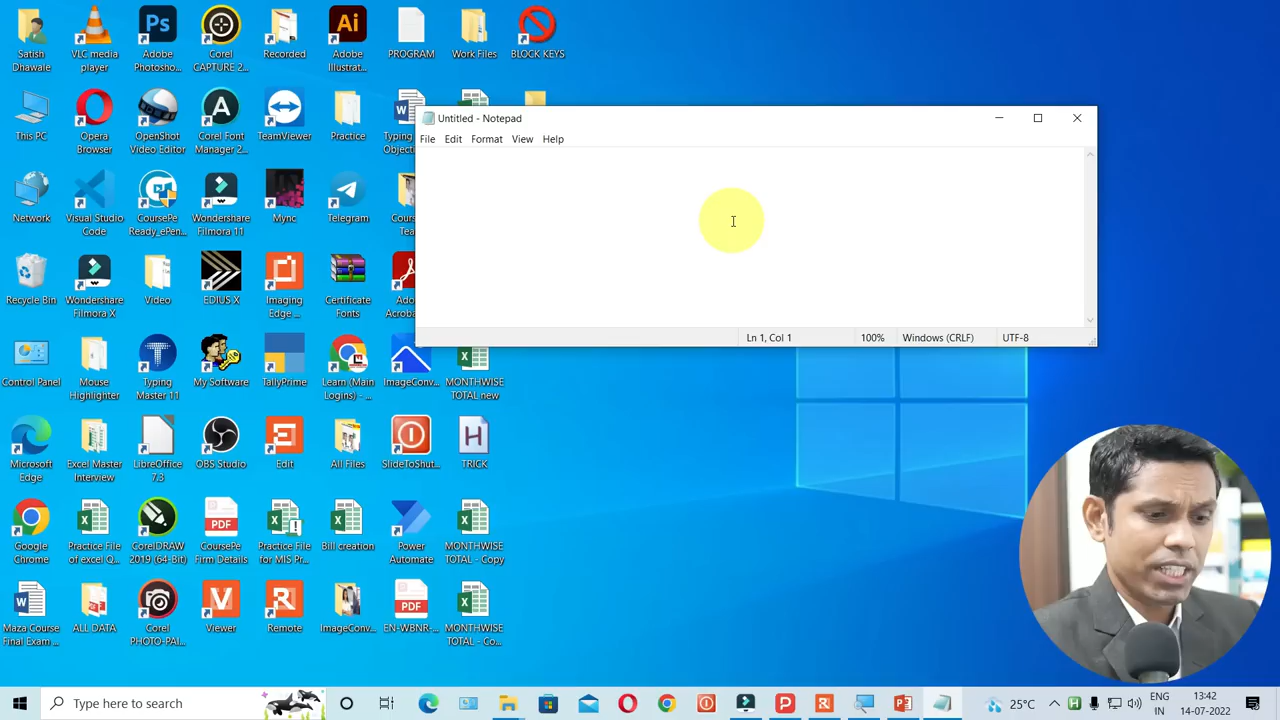 Satish
Dhawale
VLC media
player
Adobe
Photosho...
Corel
CAPTURE 2...
Recorded
Adobe
Illustrat...
PROGRAM
Work Files
BLOCK KEYS
This PC
Opera
Browser
OpenShot
Video Editor
Corel Font
Manager 2...
TeamViewer
Practice
Typing
Objecti
Untitled - Notepad
File Edit Format View Help
Network
Visual Studio
Code
CoursePe
Ready_ePen...
Wondershare
Filmora 11
Mync
Telegram
Cour
Tea
Recycle Bin
Wondershare
Filmora X
Video
EDIUS X
Imaging
Edge ...
Certificate
Fonts
Ado
Acroba
Ln 1, Col 1 100% Windows (CRLF) UTF-8
Control Panel
Mouse
Highlighter
Typing
Master 11
My Software
TallyPrime
Learn (Main
Logins) - ...
ImageConv...
MONTHWISE
TOTAL new
Microsoft
Edge
Excel Master
Interview
LibreOffice
7.3
OBS Studio
Edit
All Files
SlideToShut...
TRICK
Google
Chrome
Practice File
of excel Q...
CorelDRAW
2019 (64-Bit)
CoursePe
Firm Details
Practice File
for MIS Pr...
Bill creation
Power
Automate
MONTHWISE
TOTAL - Copy
Maza Course
Final Exam ...
ALL DATA
Corel
PHOTO-PAI...
Viewer
Remote
ImageConv...
EN-WBNR-...
MONTHWISE
TOTAL - Co...
Type here to search
25°C
ENG
IN
13:42
14-07-2022